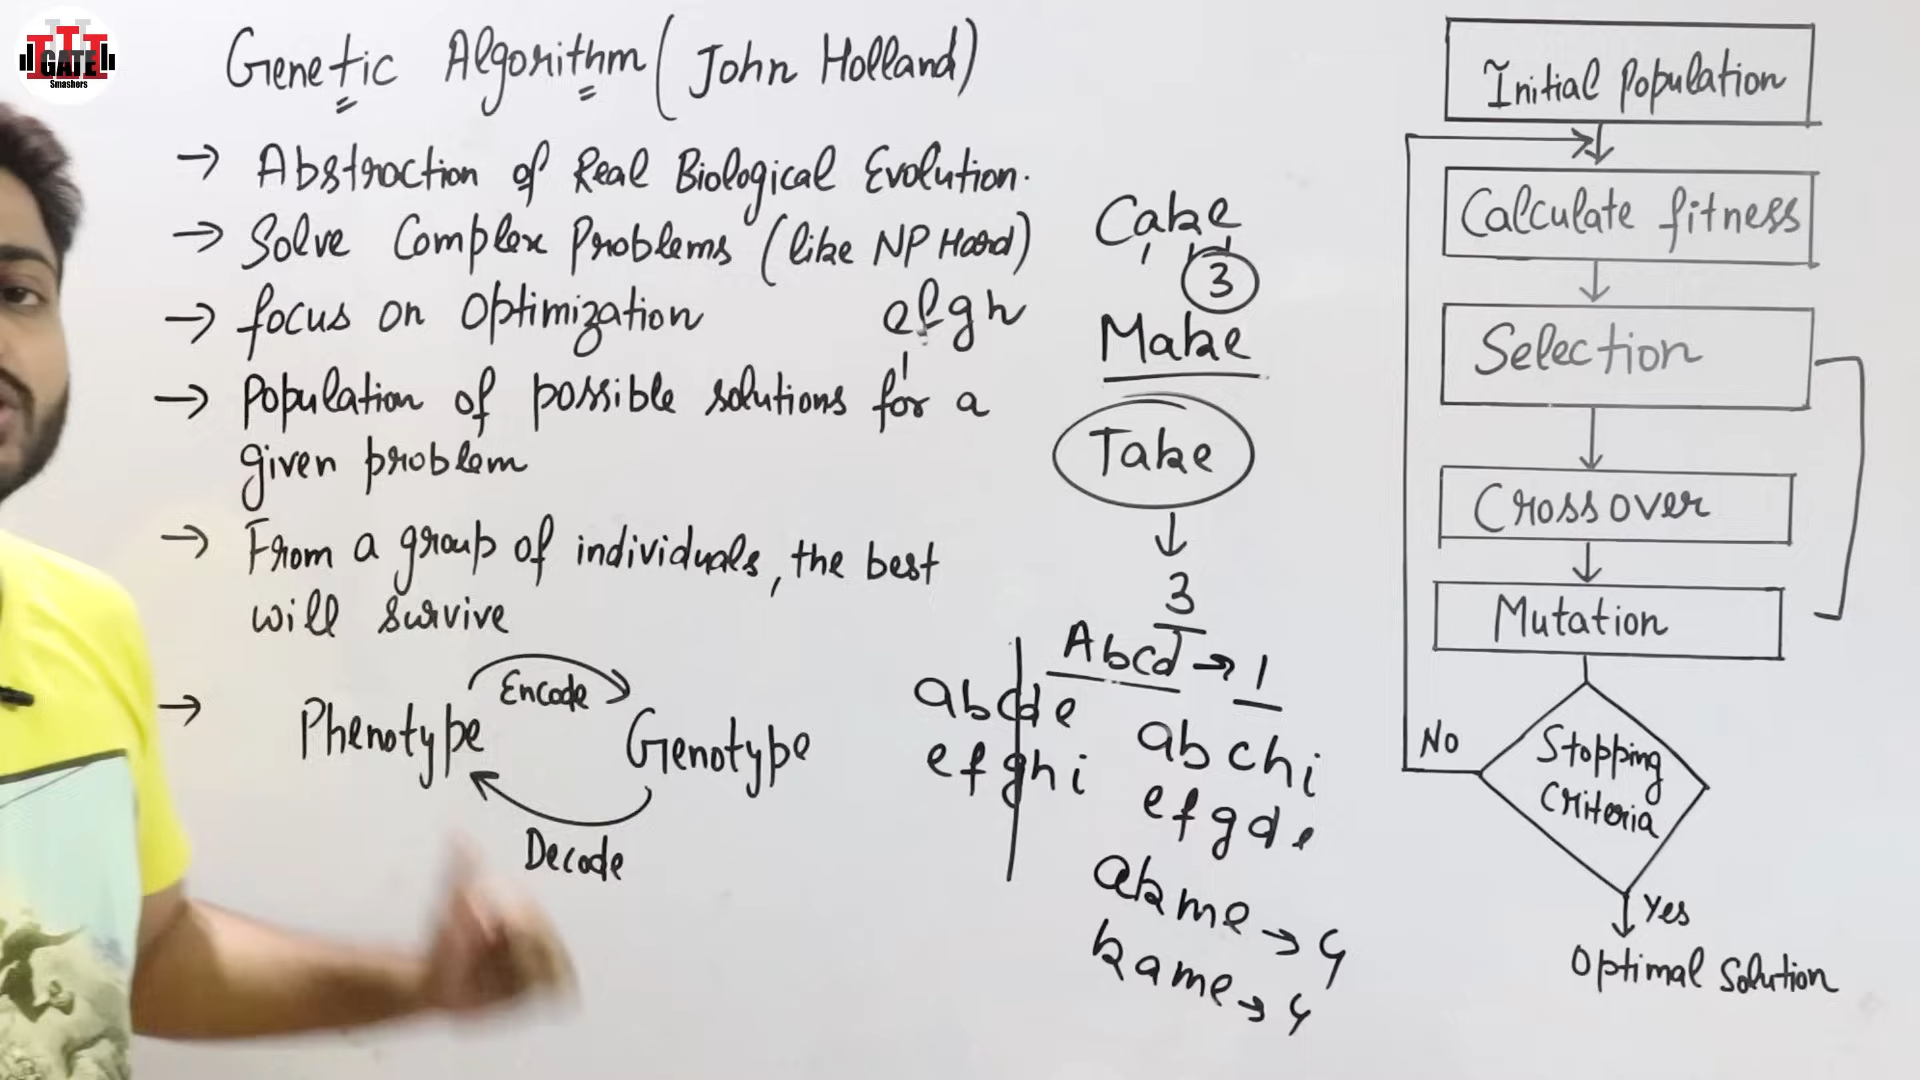 GATE
Smashers
Genetic Algorithm (John Holland)
→ Abstraction of Real Biological Evolution.
→ Solve Complex Problems (like NP Hard)
→ focus on Optimization
→ Population of possible solutions for a
given problem
→ From a group of individuals, the best
will survive
→ Phenotype
Encode
Genotype
Decode
efgh
Cake
3
Make
Take
↓
3
Abcd → 1
abcde
efghi
abchi
efgde
akme → 4
kame → 4
Initial Population
Calculate fitness
Selection
Crossover
Mutation
Stopping
Criteria
No
Yes
Optimal Solution